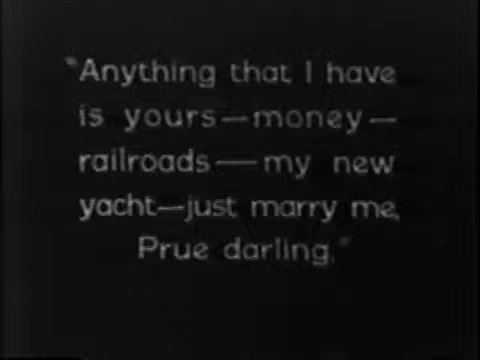 "Anything that I have
is yours—money—
railroads—my new
yacht—just marry me,
Prue darling."